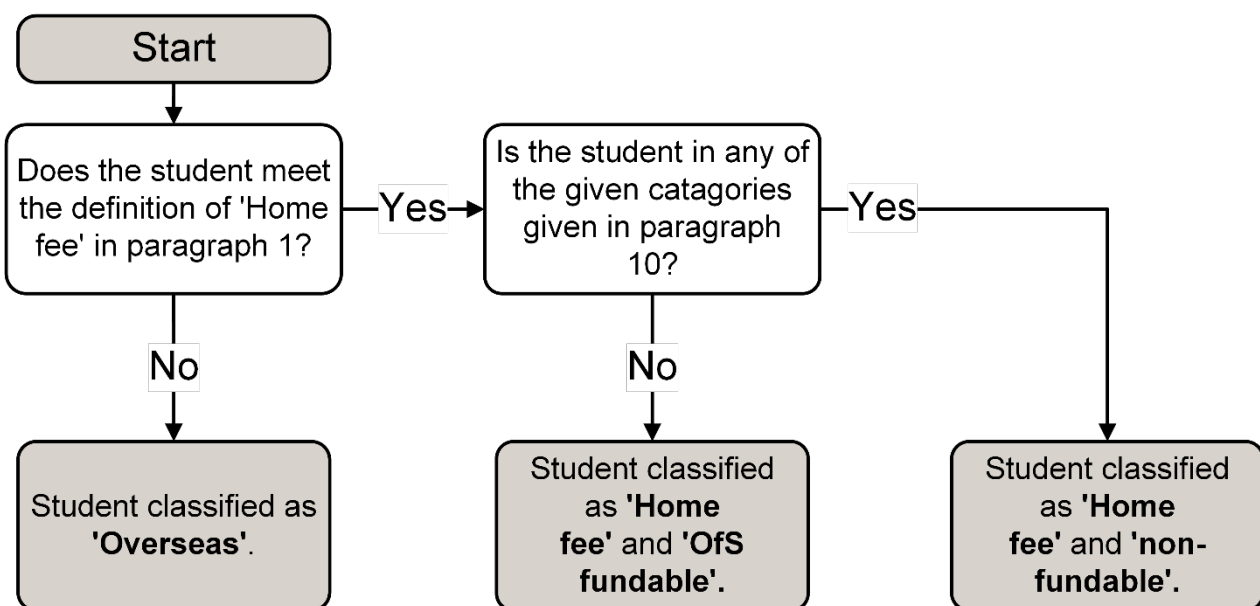 Start
Does the student meet
the definition of 'Home
fee' in paragraph 1?
Yes
Is the student in any of
the given catagories
given in paragraph
10?
Yes
No
No
Student classified as
'Overseas'.
Student classified
as 'Home
fee' and 'OfS
fundable'.
Student classified
as 'Home
fee' and 'non-
fundable'.